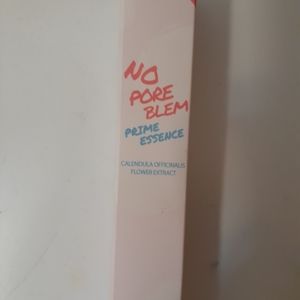 NO
PORE
BLEM
PRIME
ESSENCE
CALENDULA OFFICINALIS
FLOWER EXTRACT